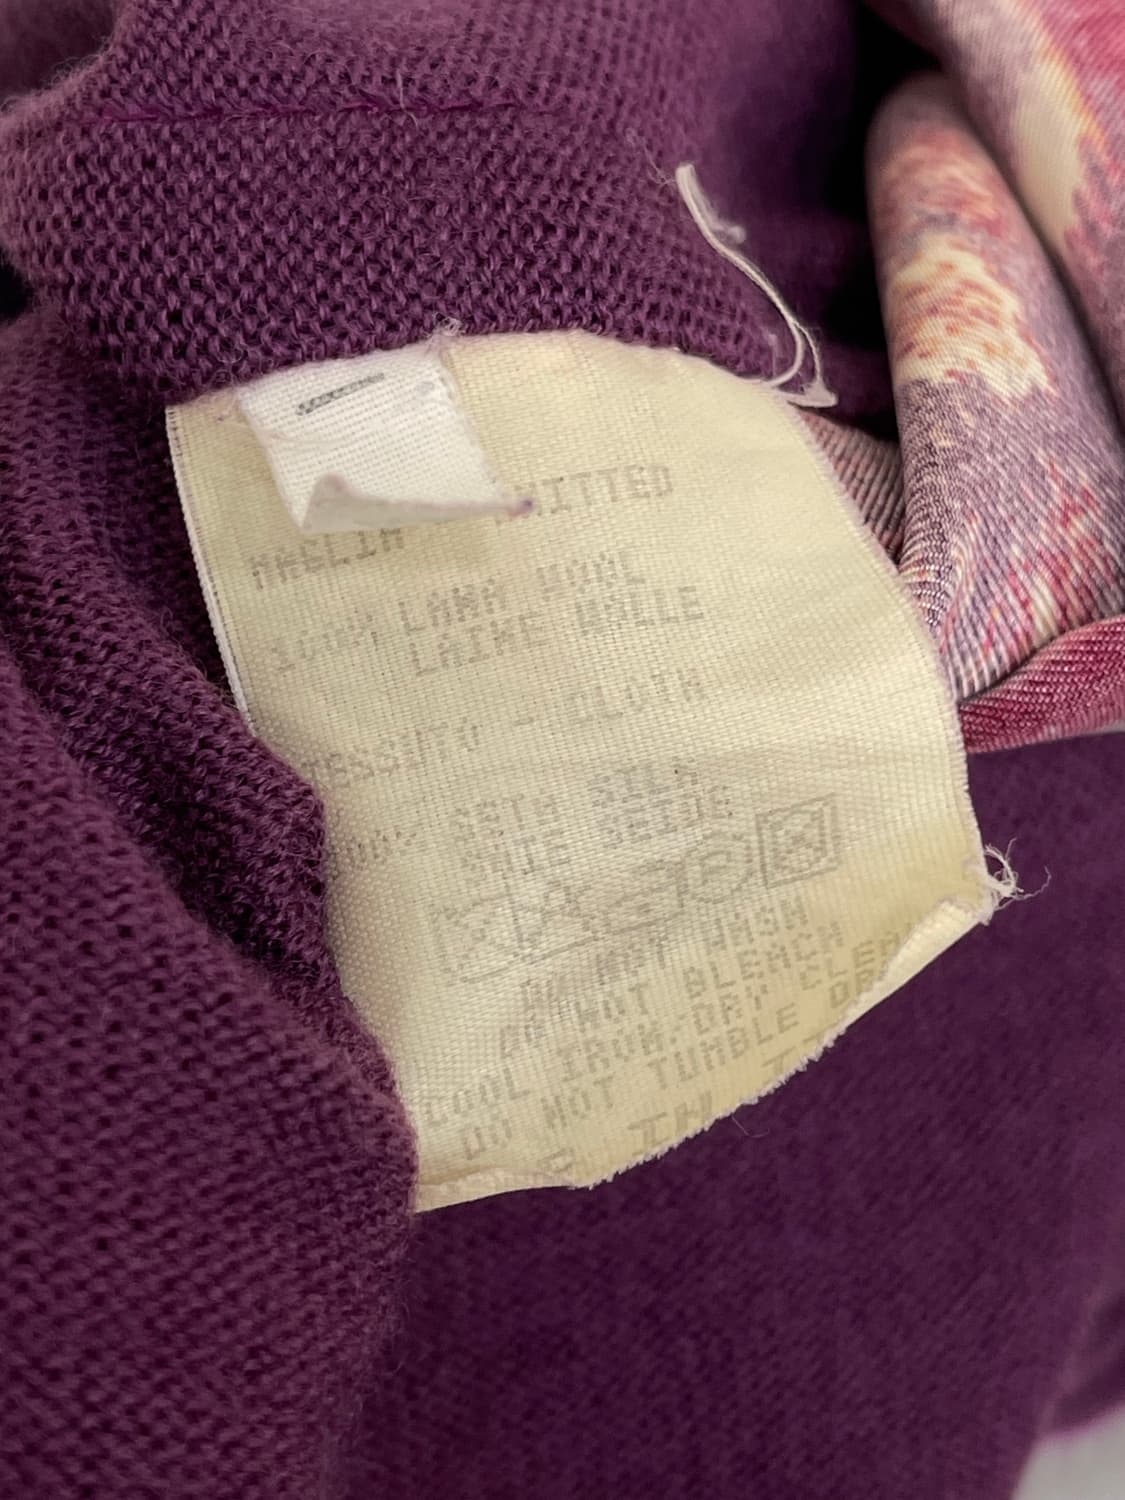 MAGLIA KNITTED
100% LANA WOOL
LAINE WOLLE
TESSUTO - CLOTH
100% SETA SILK
SOIE SEIDE
DO NOT WASH
DO NOT BLEACH
COOL IRON/DRY CLEA
DO NOT TUMBLE DR